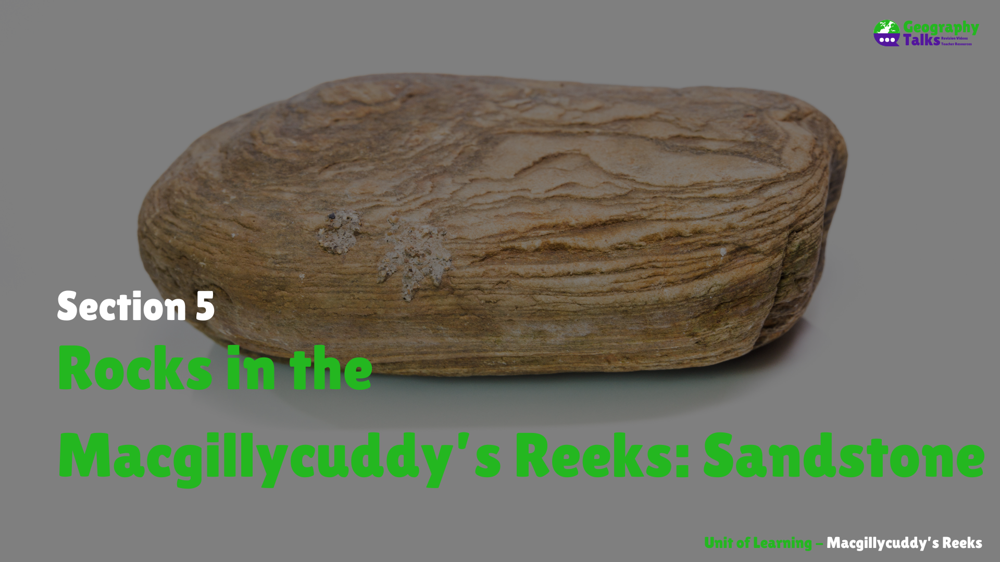 Geography
Talks
Revision Videos
Teacher Resources
Section 5
Rocks in the
Macgillycuddy's Reeks: Sandstone
Unit of Learning – Macgillycuddy's Reeks